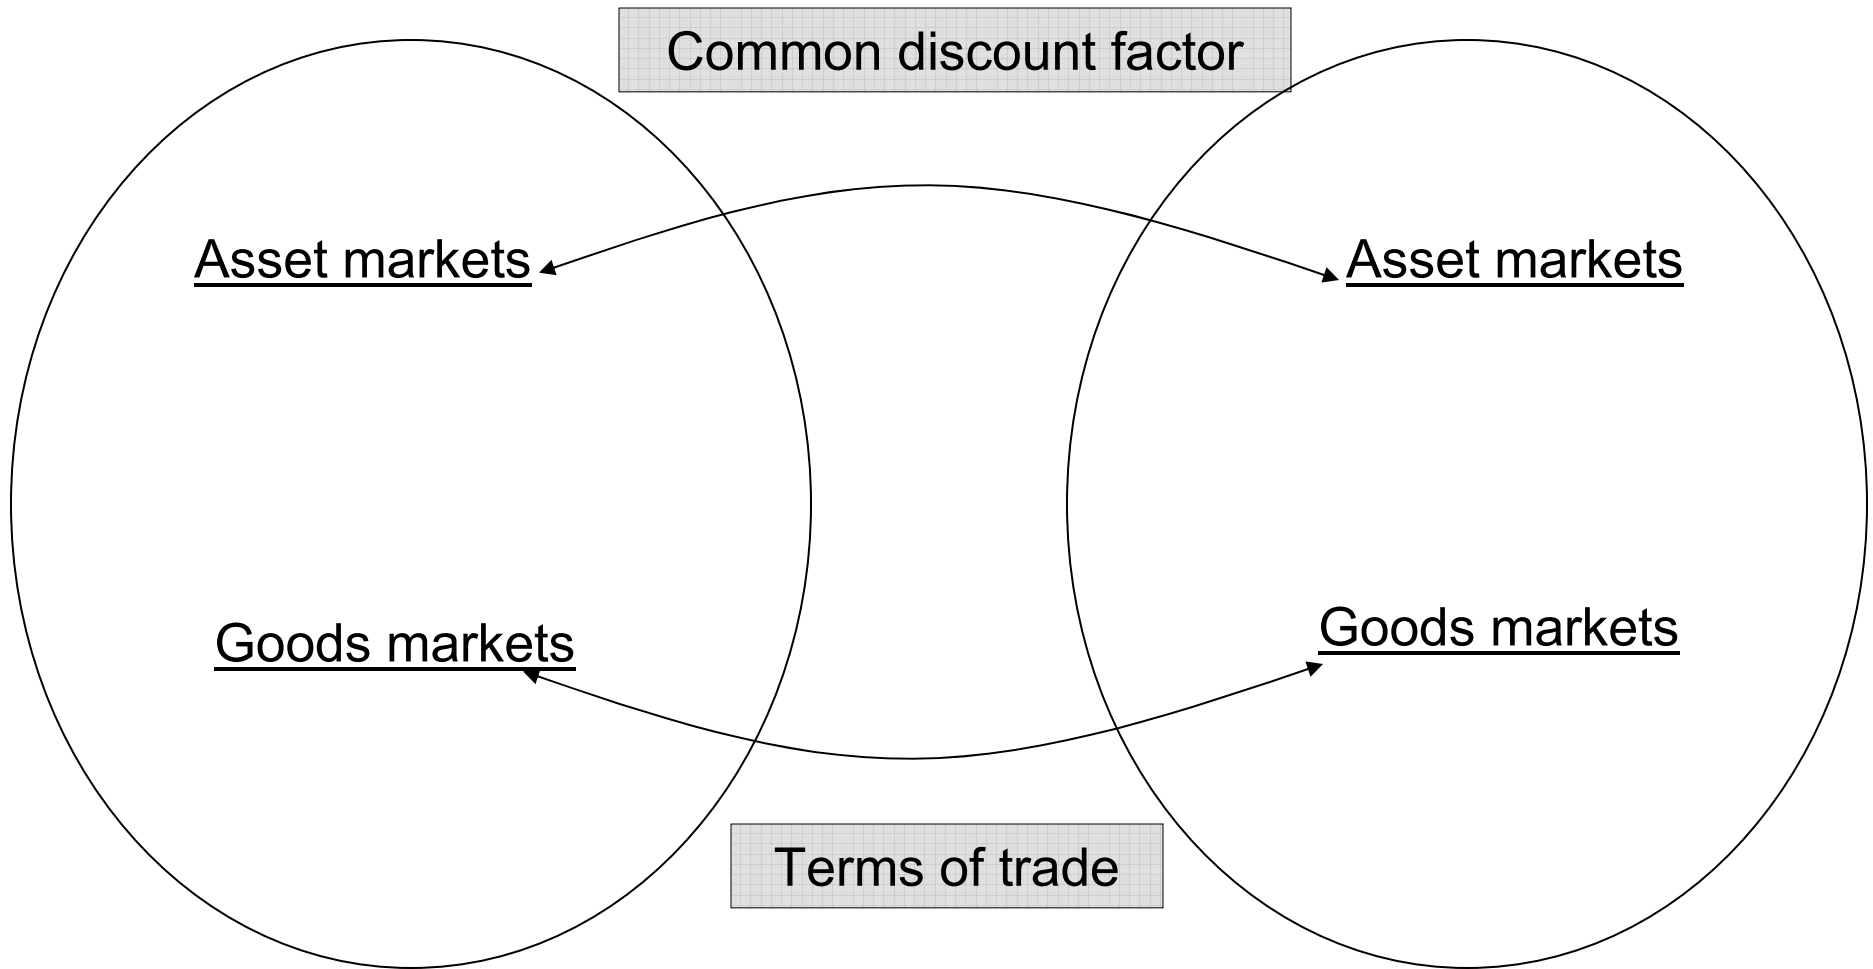 Common discount factor
Asset markets
Asset markets
Goods markets
Goods markets
Terms of trade